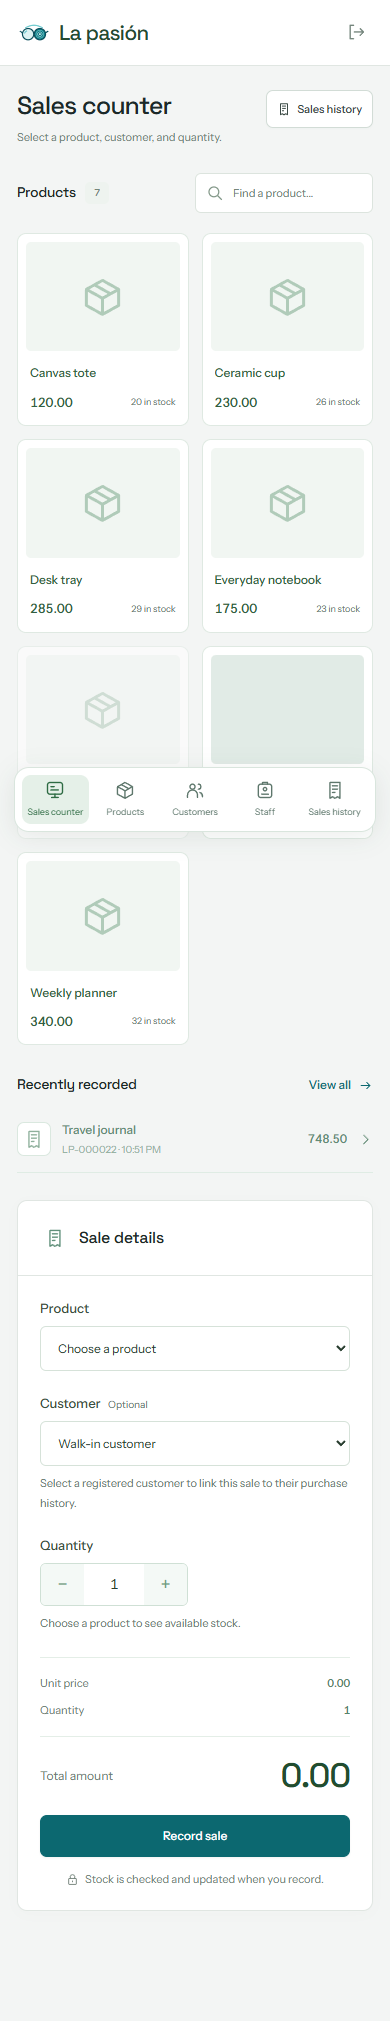 La pasión
Sales counter
Sales history
Select a product, customer, and quantity.
Products 7
Find a product...
Canvas tote
120.00 20 in stock
Ceramic cup
230.00 26 in stock
Desk tray
285.00 29 in stock
Everyday notebook
175.00 23 in stock
Sales counter
Products
Customers
Staff
Sales history
Weekly planner
340.00 32 in stock
Recently recorded
View all
Travel journal
LP-000022 · 10:51 PM
748.50
Sale details
Product
Choose a product
Customer Optional
Walk-in customer
Select a registered customer to link this sale to their purchase
history.
Quantity
− 1 +
Choose a product to see available stock.
Unit price 0.00
Quantity 1
Total amount 0.00
Record sale
Stock is checked and updated when you record.